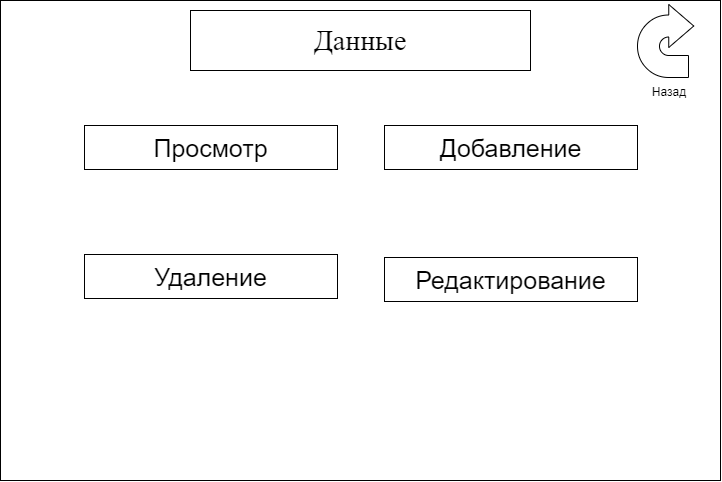 Данные
Назад
Просмотр
Добавление
Удаление
Редактирование